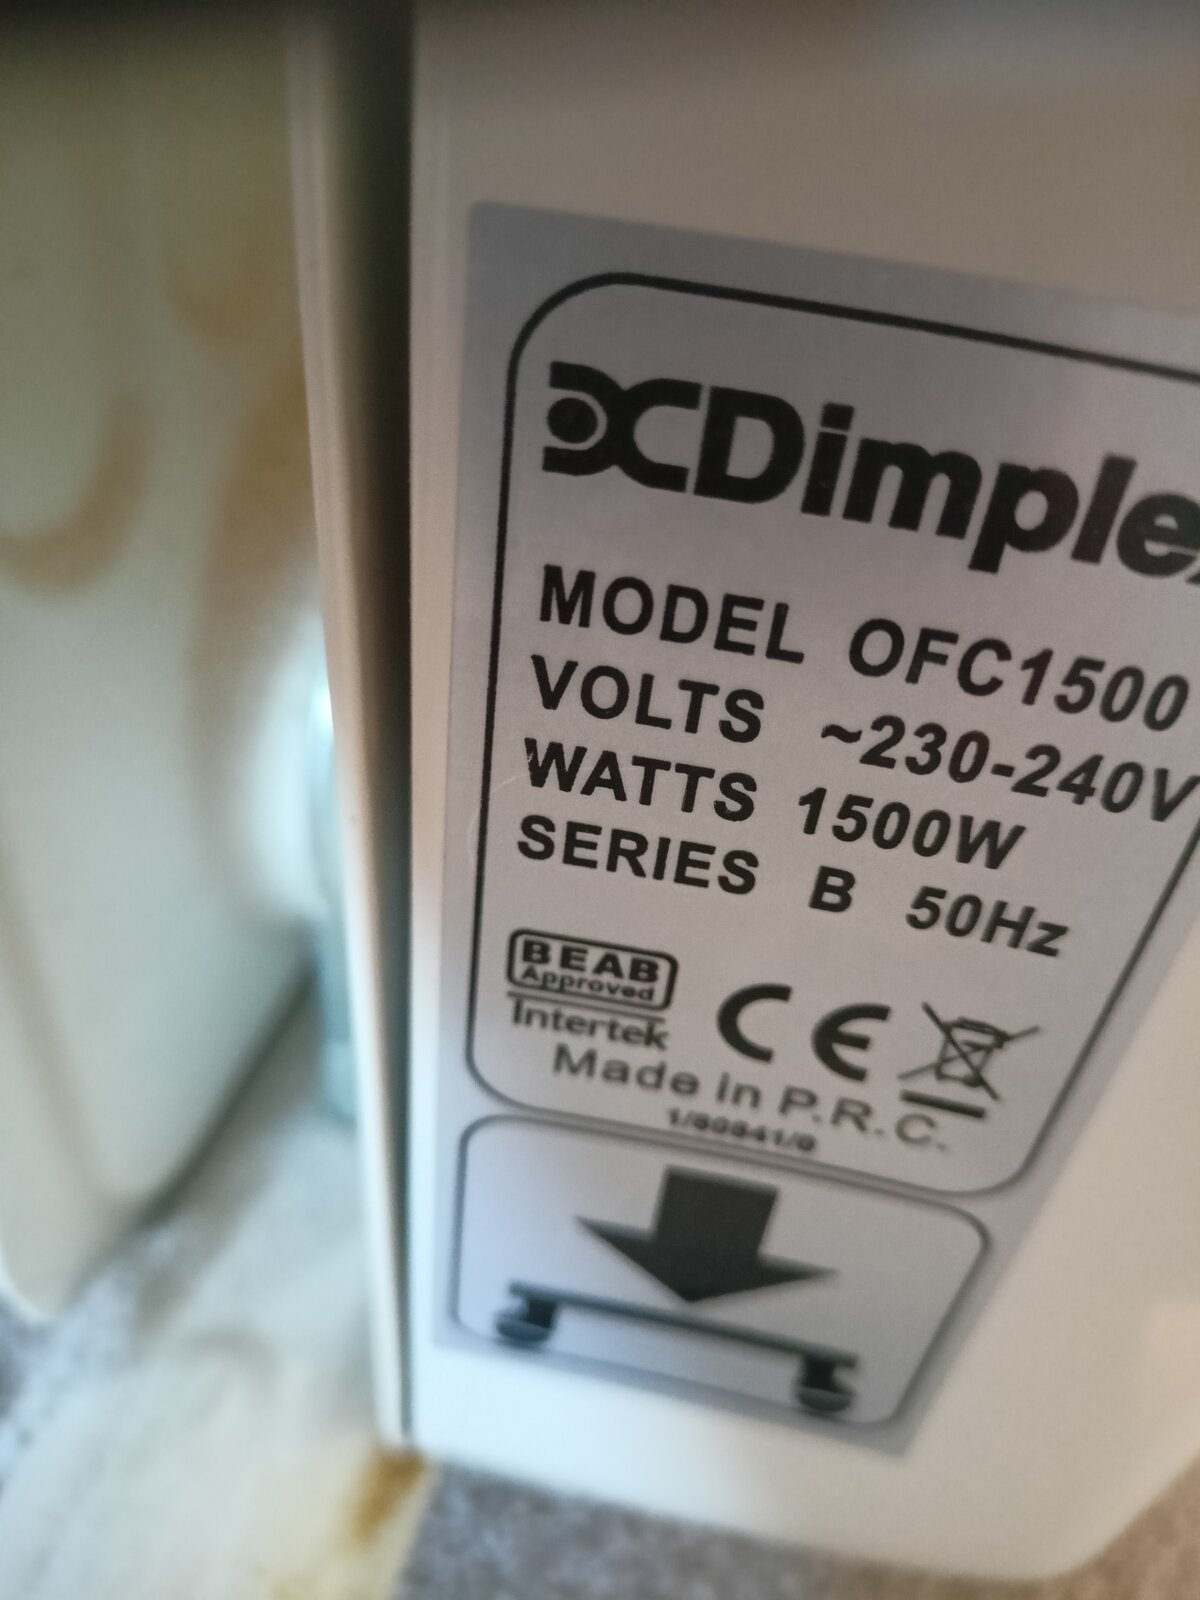 Dimplex
MODEL OFC1500
VOLTS ~230-240V
WATTS 1500W
SERIES B 50Hz
BEAB
Approved
Intertek
CE
Made in P.R.C.